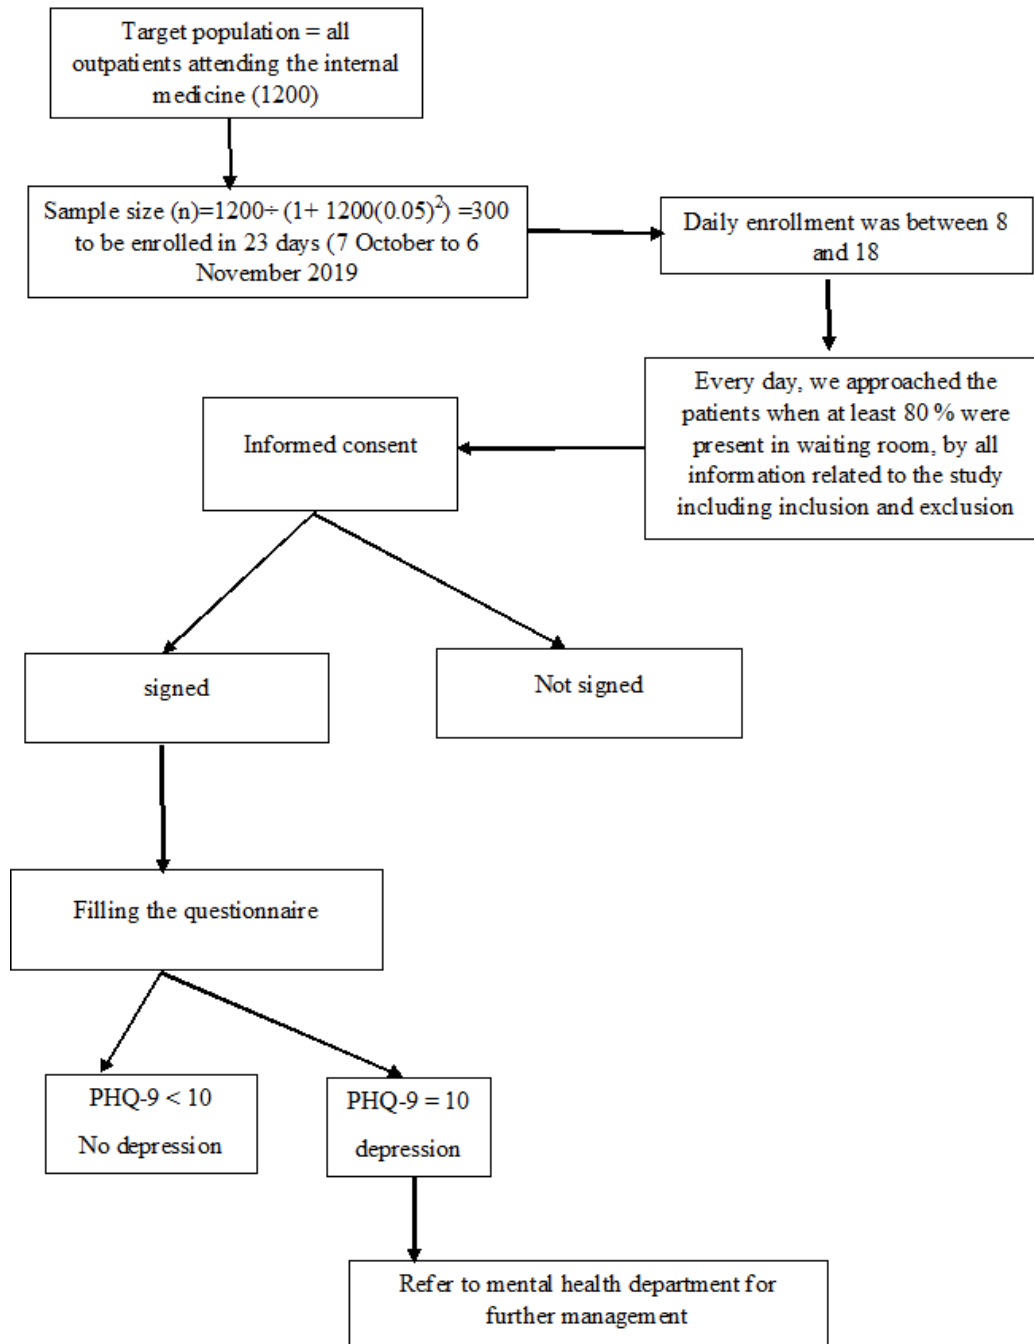 Target population = all
outpatients attending the internal
medicine (1200)
Sample size (n)=1200÷ (1+ 1200(0.05)²) =300
to be enrolled in 23 days (7 October to 6
November 2019
Daily enrollment was between 8
and 18
Every day, we approached the
patients when at least 80 % were
present in waiting room, by all
information related to the study
including inclusion and exclusion
Informed consent
signed
Not signed
Filling the questionnaire
PHQ-9 < 10
No depression
PHQ-9 = 10
depression
Refer to mental health department for
further management